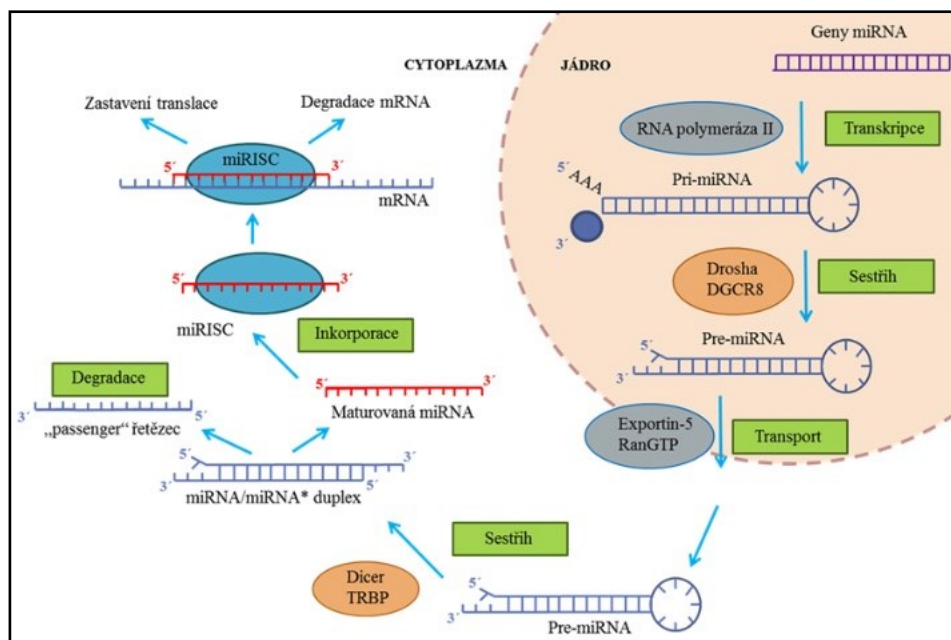 Geny miRNA
CYTOPLAZMA
JÁDRO
RNA polymeráza II
Transkripce
5´
AAA
Pri-miRNA
3´
Drosha
DGCR8
Sestřih
Pre-miRNA
5´
3´
Exportin-5
RanGTP
Transport
Sestřih
Dicer
TRBP
5´
3´
Pre-miRNA
5´
3´
3´
5´
miRNA/miRNA* duplex
Degradace
3´
5´
„passenger“ řetězec
5´
3´
Maturovaná miRNA
Inkorporace
5´
3´
miRISC
miRISC
5´
3´
mRNA
Zastavení translace
Degradace mRNA